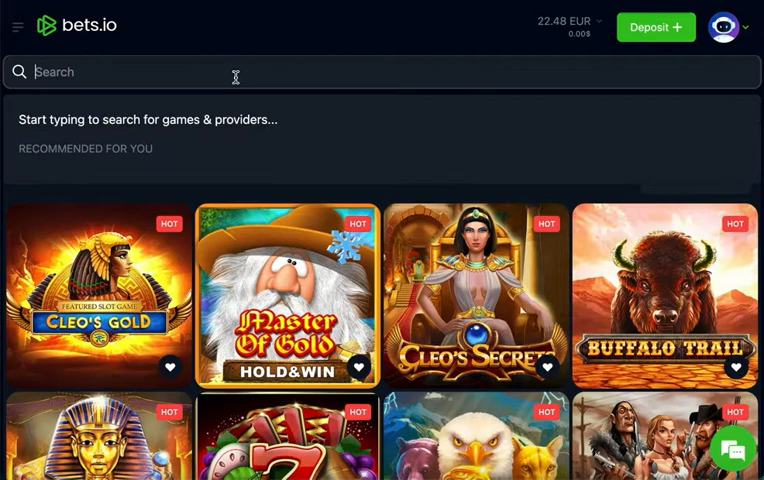 bets.io
22.48 EUR
0.00$
Deposit +
Search
Start typing to search for games & providers...
RECOMMENDED FOR YOU
HOT
HOT
HOT
HOT
FEATURED SLOT GAME
CLEO'S GOLD
Master
Of Gold
HOLD&WIN
CLEO'S SECRETS
BUFFALO TRAIL
HOT
HOT
HOT
HOT
7